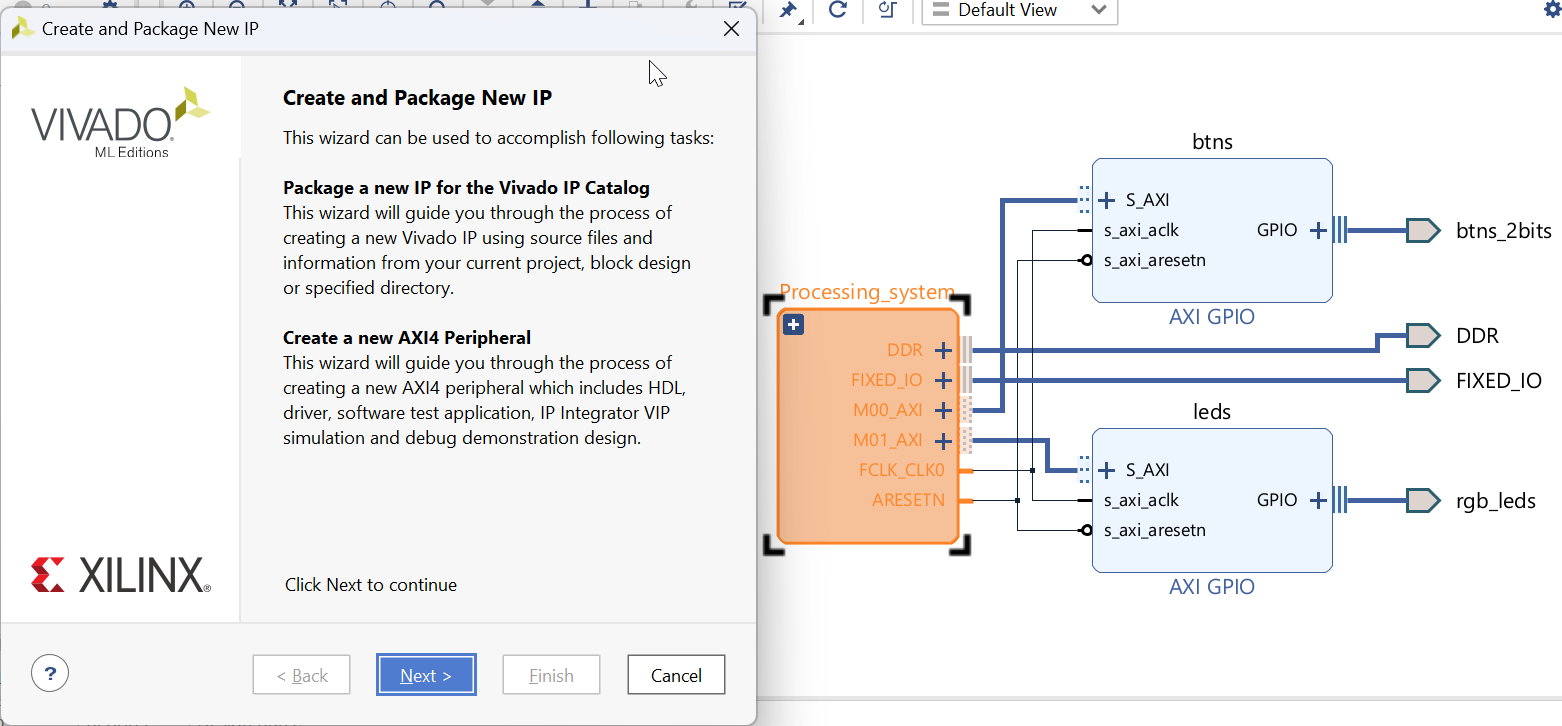 Default View
Create and Package New IP
VIVADO
ML Editions
Create and Package New IP
This wizard can be used to accomplish following tasks:
Package a new IP for the Vivado IP Catalog
This wizard will guide you through the process of
creating a new Vivado IP using source files and
information from your current project, block design
or specified directory.
Create a new AXI4 Peripheral
This wizard will guide you through the process of
creating a new AXI4 peripheral which includes HDL,
driver, software test application, IP Integrator VIP
simulation and debug demonstration design.
XILINX®
Click Next to continue
?
< Back
Next >
Finish
Cancel
Processing_system
DDR
FIXED_IO
M00_AXI
M01_AXI
FCLK_CLK0
ARESETN
btns
S_AXI
s_axi_aclk
s_axi_aresetn
GPIO
AXI GPIO
btns_2bits
DDR
FIXED_IO
leds
S_AXI
s_axi_aclk
s_axi_aresetn
GPIO
AXI GPIO
rgb_leds